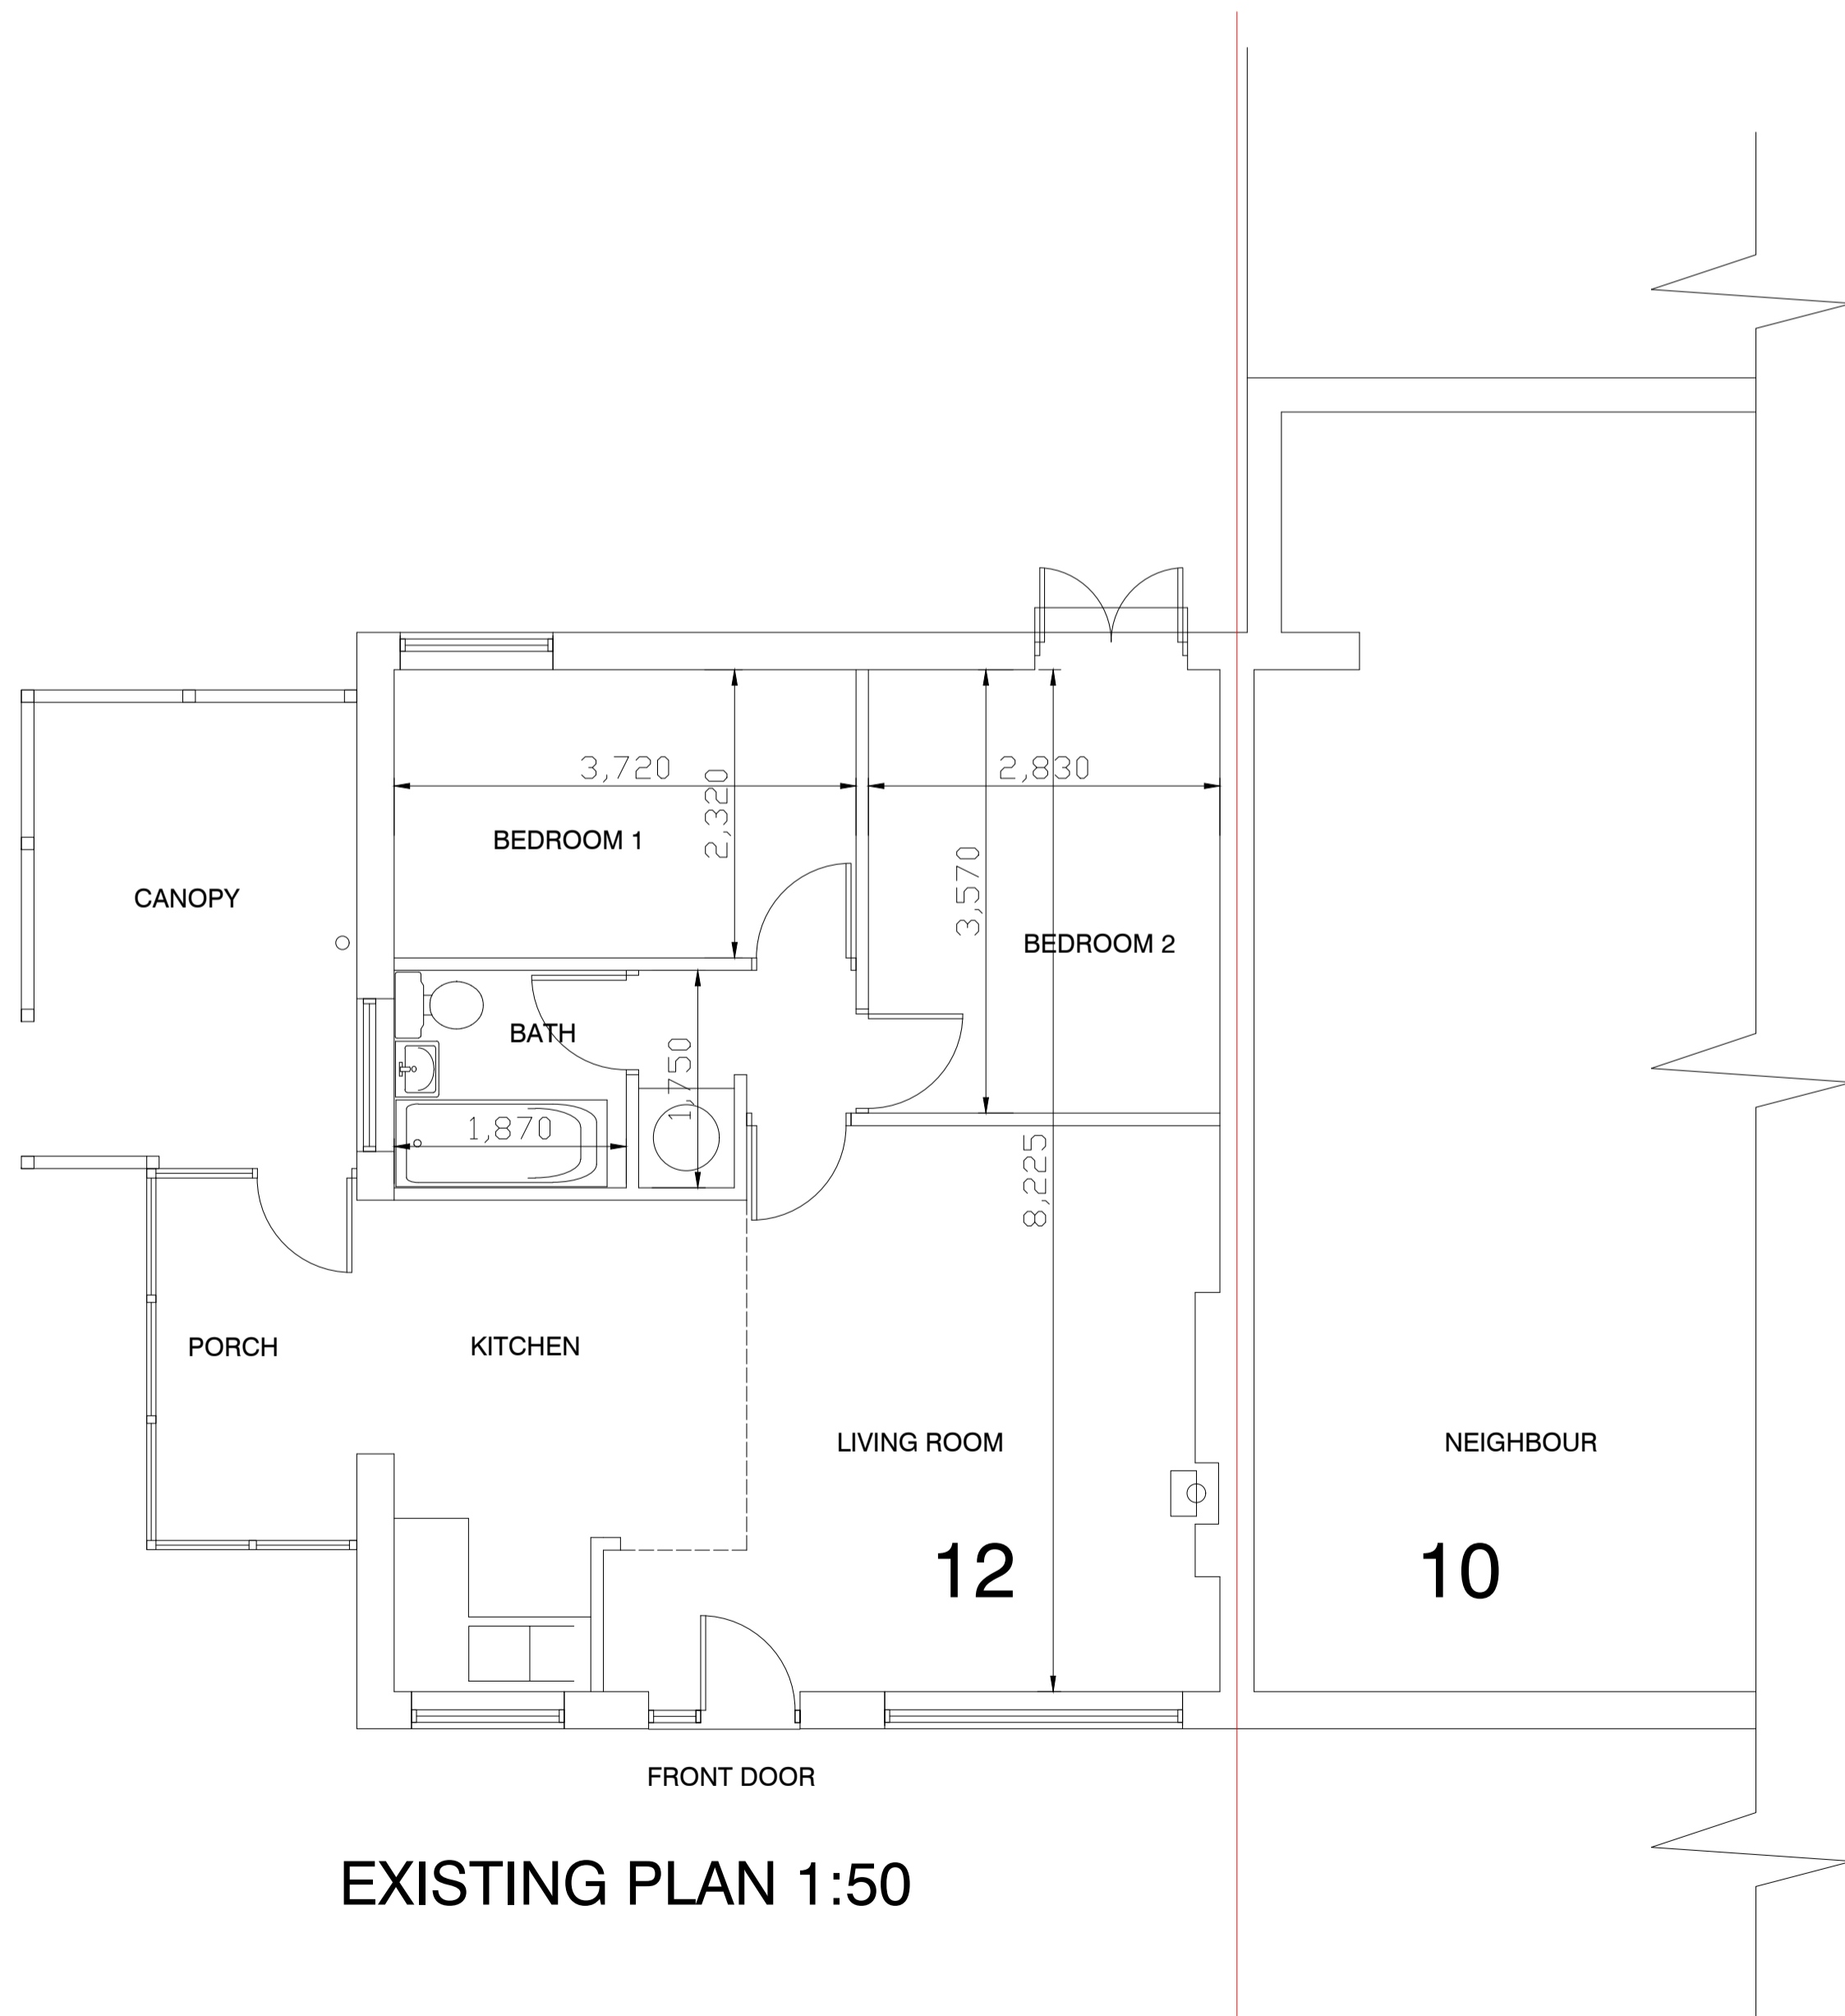 3,720
2,320
2,830
BEDROOM 1
3,570
CANOPY
BEDROOM 2
BATH
1,750
1,870
8,225
PORCH
KITCHEN
LIVING ROOM
NEIGHBOUR
12
10
FRONT DOOR
EXISTING PLAN 1:50